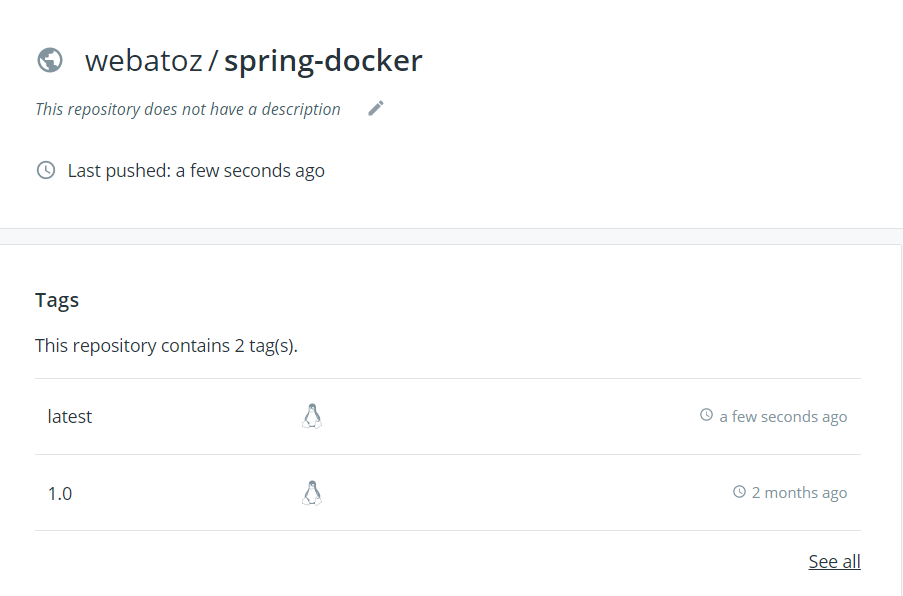 webatoz / spring-docker
This repository does not have a description
Last pushed: a few seconds ago
Tags
This repository contains 2 tag(s).
latest a few seconds ago
1.0 2 months ago
See all